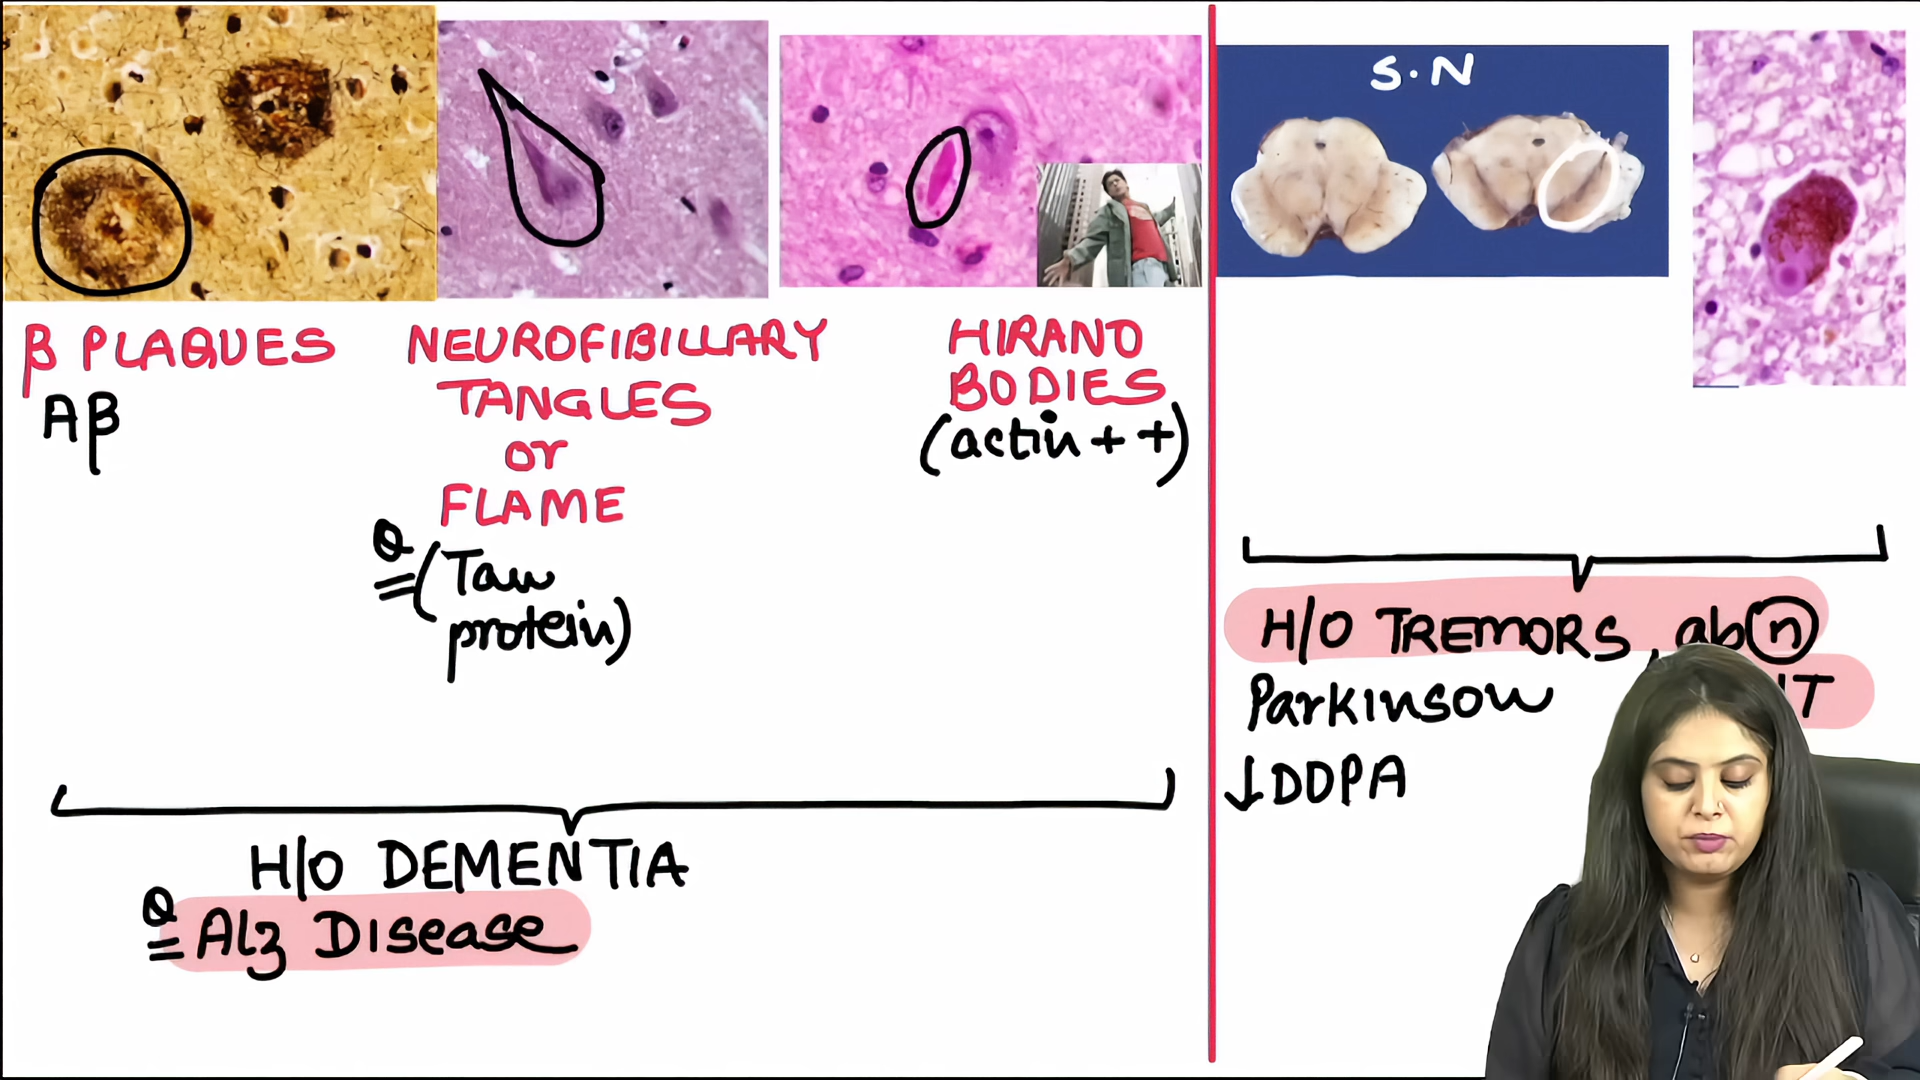 β PLAQUES
Aβ
NEUROFIBILLARY
TANGLES
or
FLAME
Q
(Tau
protein)
HIRANO
BODIES
(actin + +)
H/O DEMENTIA
Q
Alz Disease
S.N
H/O TREMORS, ab(n)
Parkinson
↓DOPA